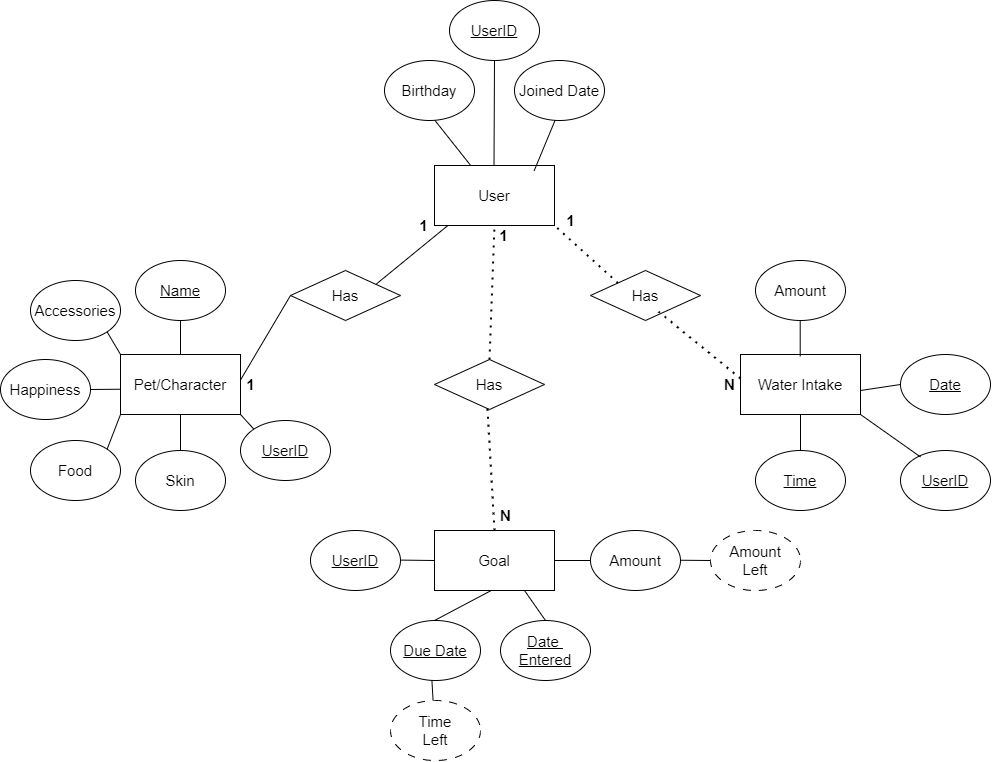 UserID
Birthday
Joined Date
User
1
1
1
Has
Has
Has
Name
Accessories
Happiness
Pet/Character
1
Food
Skin
UserID
Amount
N
Water Intake
Date
Time
UserID
N
UserID
Goal
Amount
Amount
Left
Due Date
Date
Entered
Time
Left